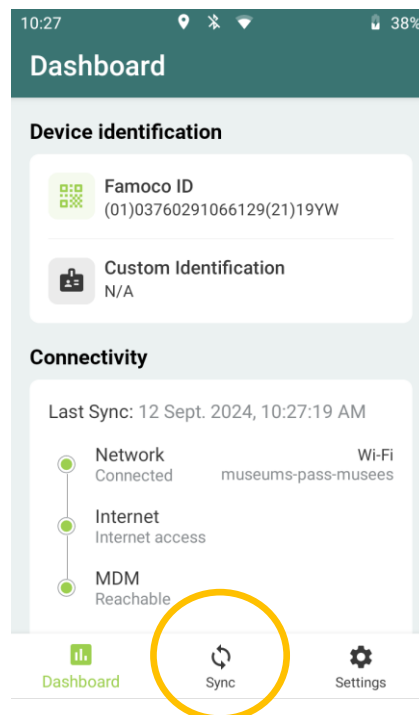 10:27 38%
Dashboard
Device identification
Famoco ID
(01)03760291066129(21)19YW
Custom Identification
N/A
Connectivity
Last Sync: 12 Sept. 2024, 10:27:19 AM
Network Wi-Fi
Connected museums-pass-musees
Internet
Internet access
MDM
Reachable
Dashboard Sync Settings